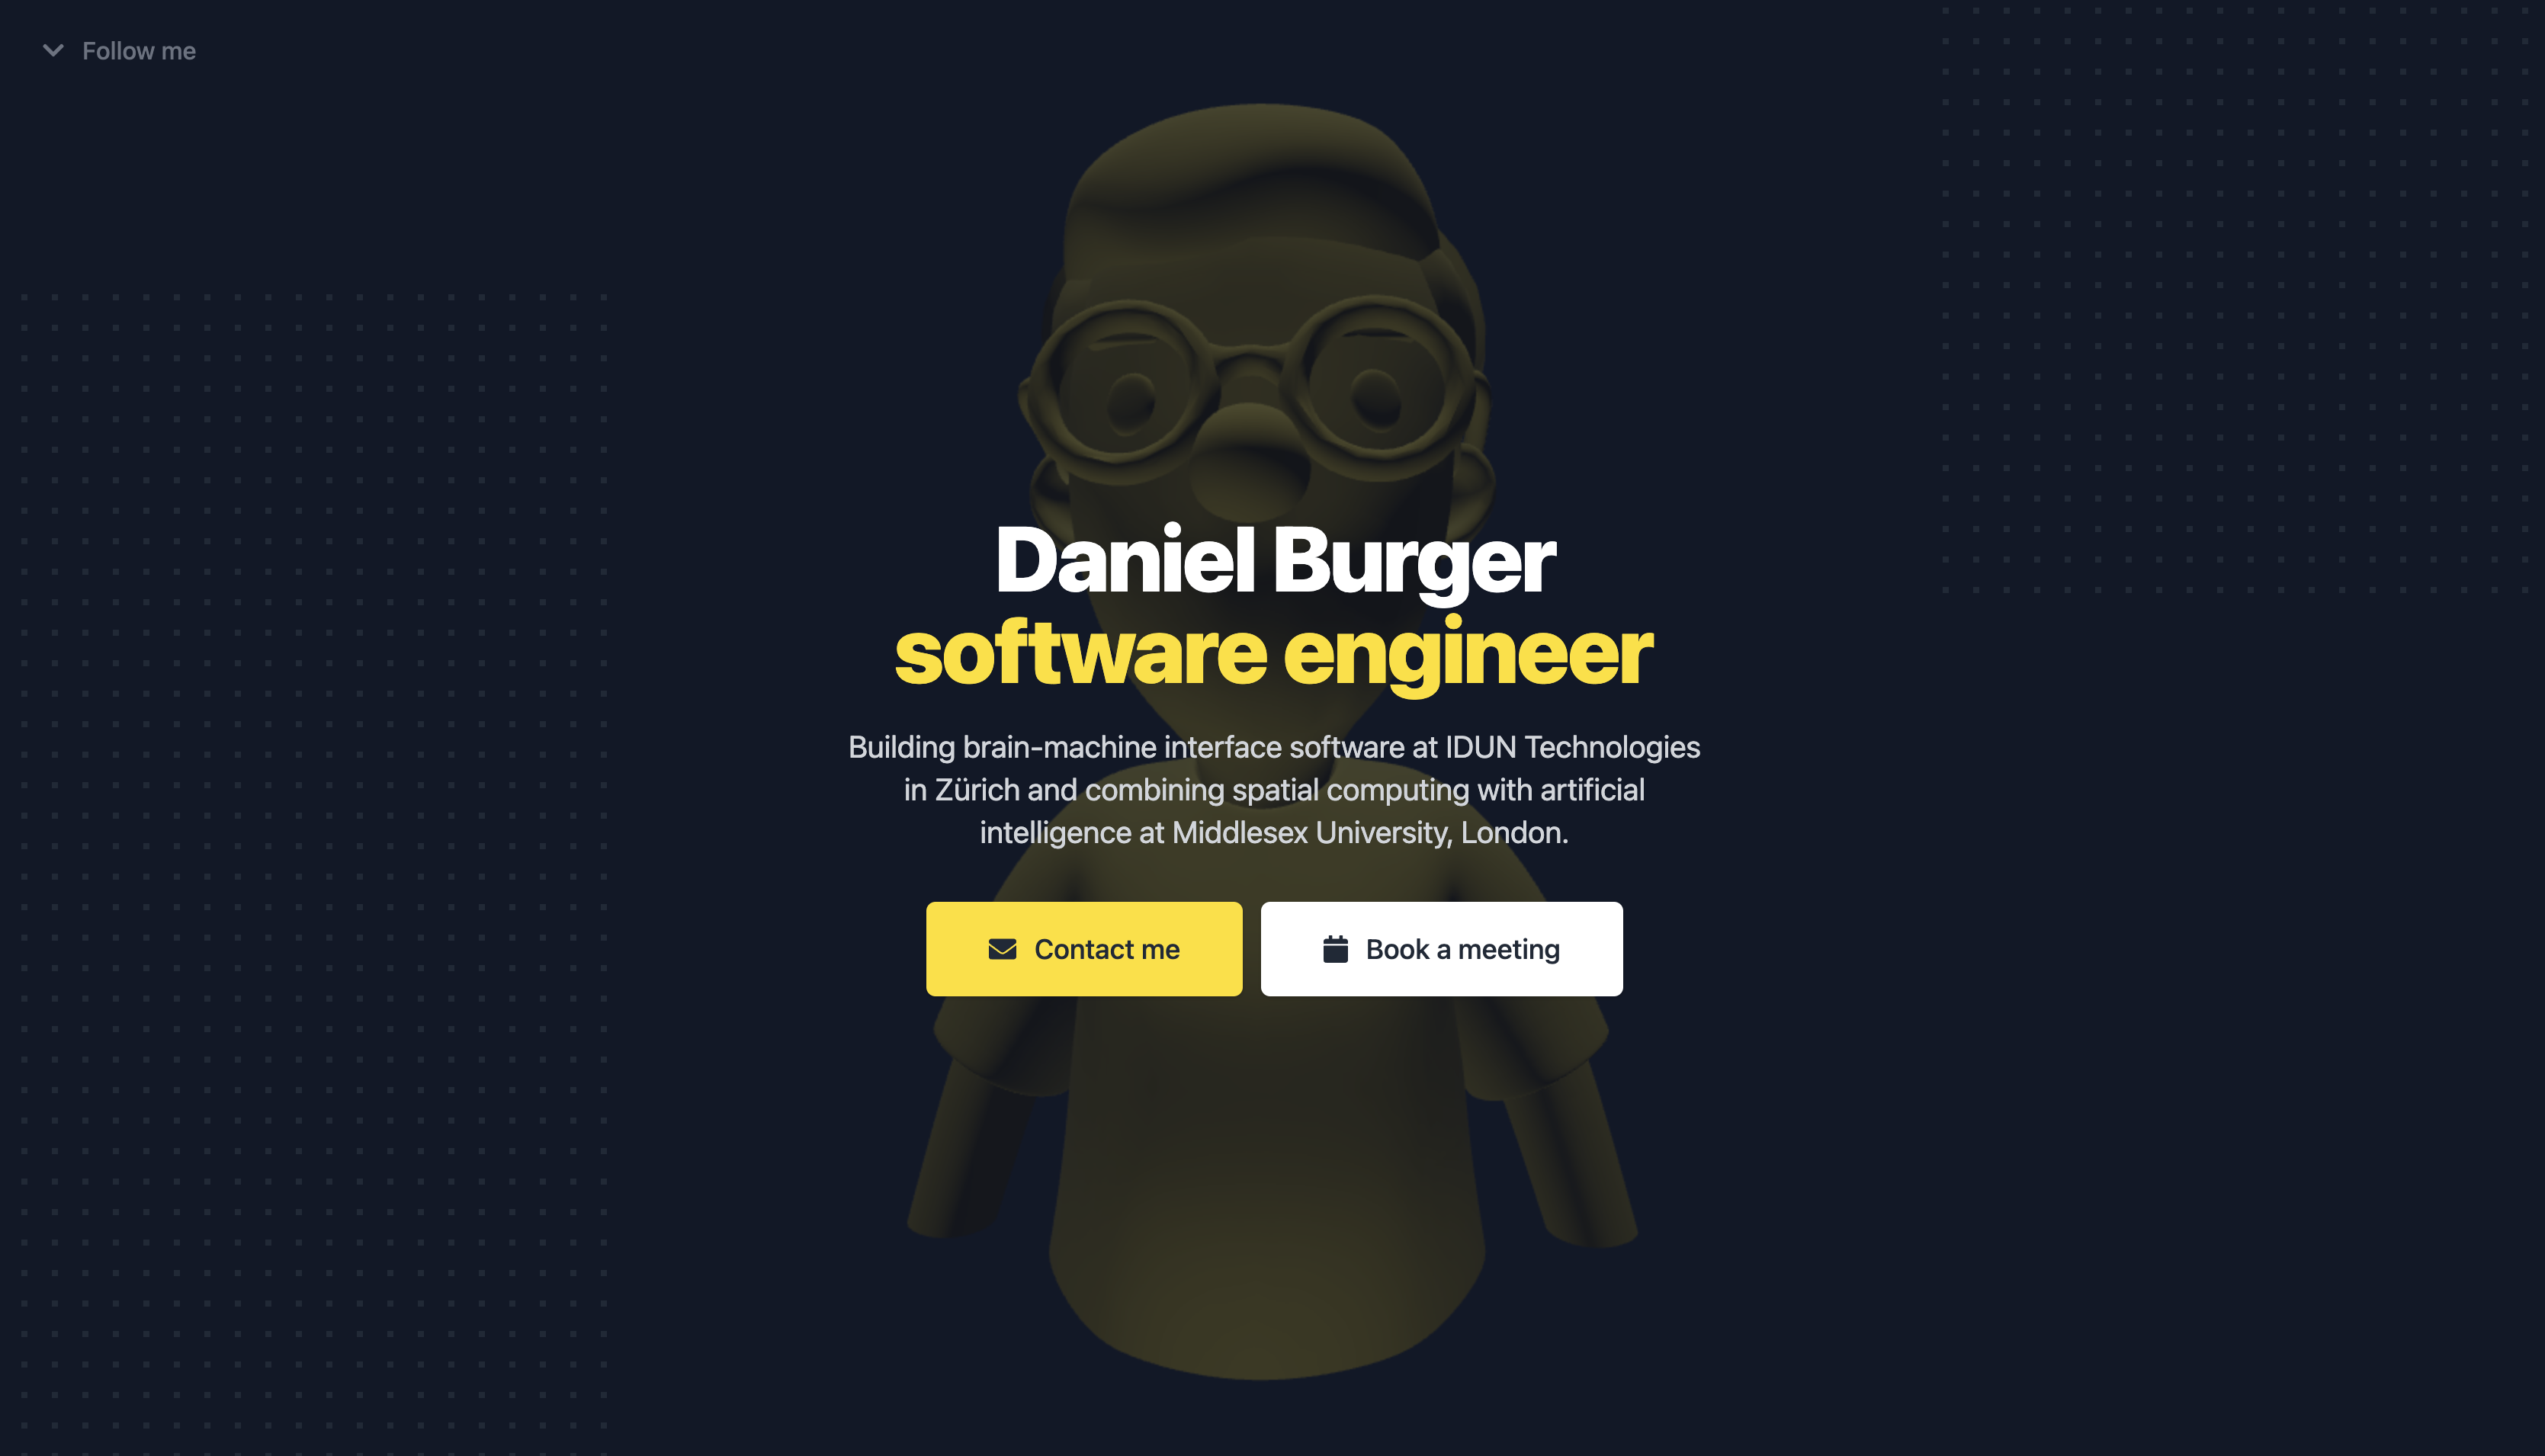 Follow me
Daniel Burger
software engineer
Building brain-machine interface software at IDUN Technologies
in Zürich and combining spatial computing with artificial
intelligence at Middlesex University, London.
Contact me
Book a meeting